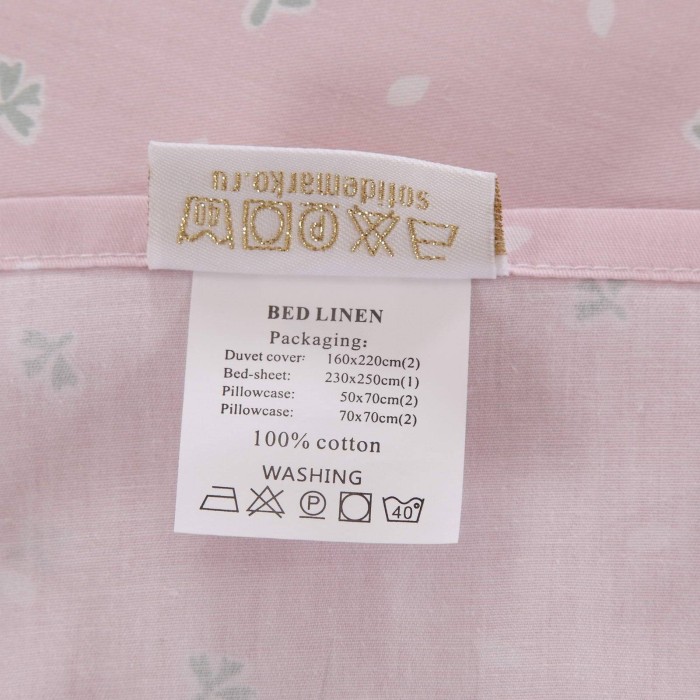 solidemarko.ru
40
BED LINEN
Packaging:
Duvet cover: 160x220cm(2)
Bed-sheet: 230x250cm(1)
Pillowcase: 50x70cm(2)
Pillowcase: 70x70cm(2)
100% cotton
WASHING
P 40°